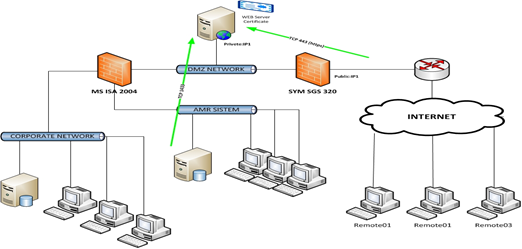 WEB Server
Certificate
Private:IP1
TCP 443 (https)
DMZ NETWORK
MS ISA 2004
SYM SGS 320
Public:IP1
AMR SISTEM
CORPORATE NETWORK
INTERNET
Remote01
Remote01
Remote03